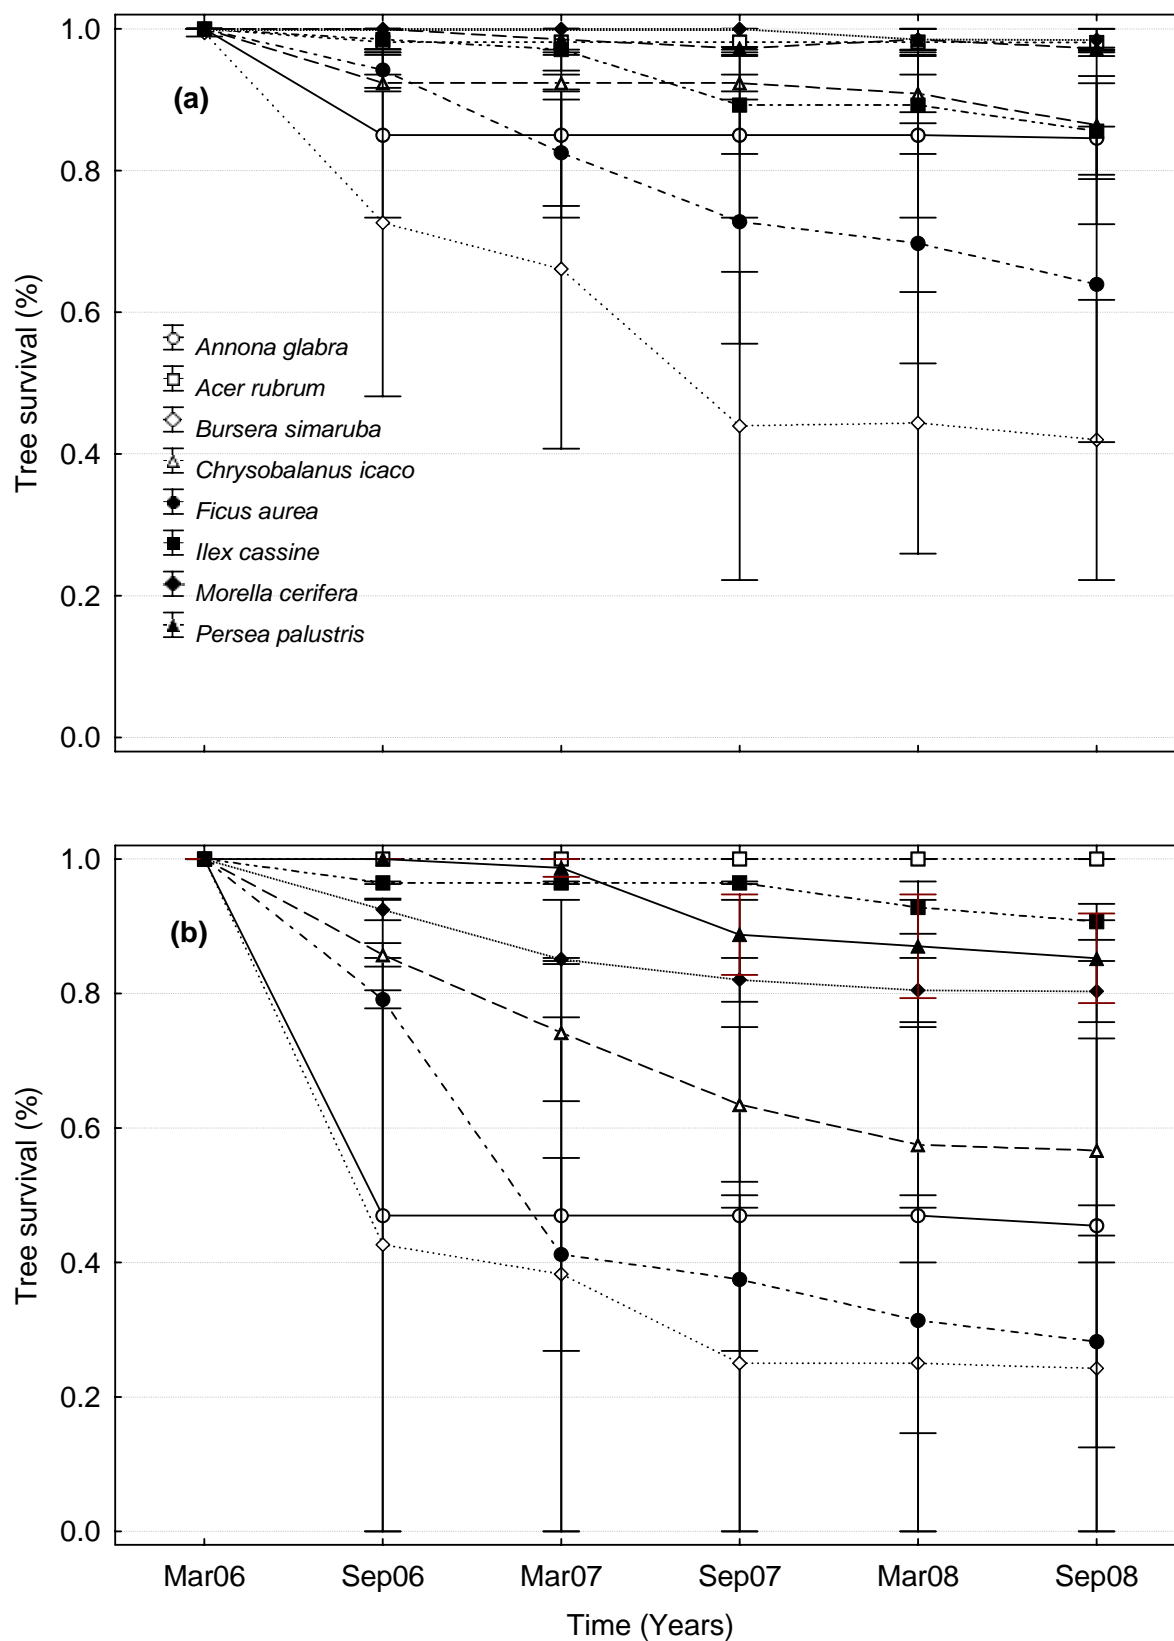 1.0
(a)
0.8
Tree survival (%)
0.6
Annona glabra
Acer rubrum
Bursera simaruba
0.4
Chrysobalanus icaco
Ficus aurea
Ilex cassine
0.2
Morella cerifera
Persea palustris
0.0
1.0
(b)
0.8
Tree survival (%)
0.6
0.4
0.2
0.0
Mar06 Sep06 Mar07 Sep07 Mar08 Sep08
Time (Years)